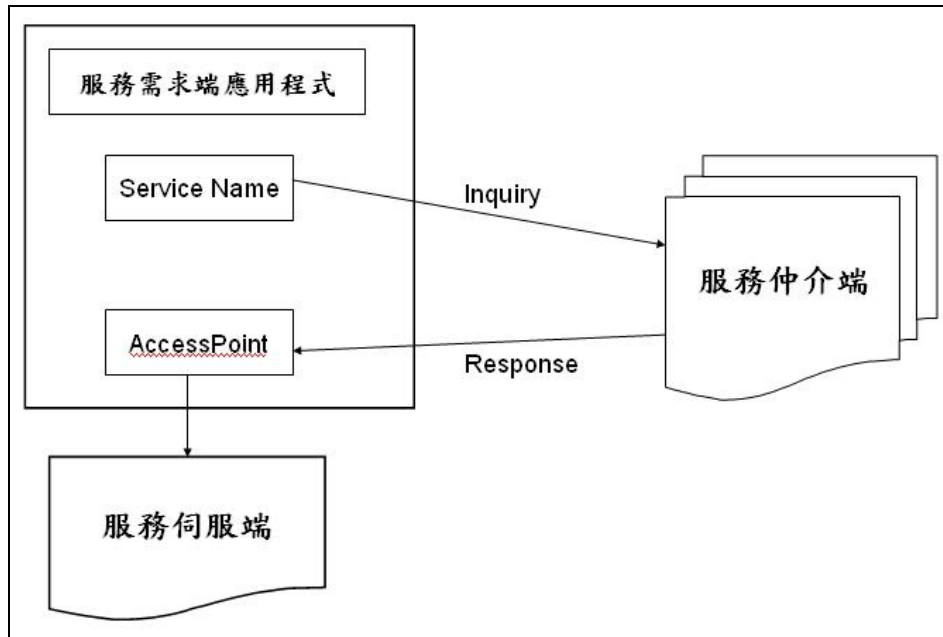 服務需求端應用程式
Service Name
Inquiry
服務仲介端
AccessPoint
Response
服務伺服端